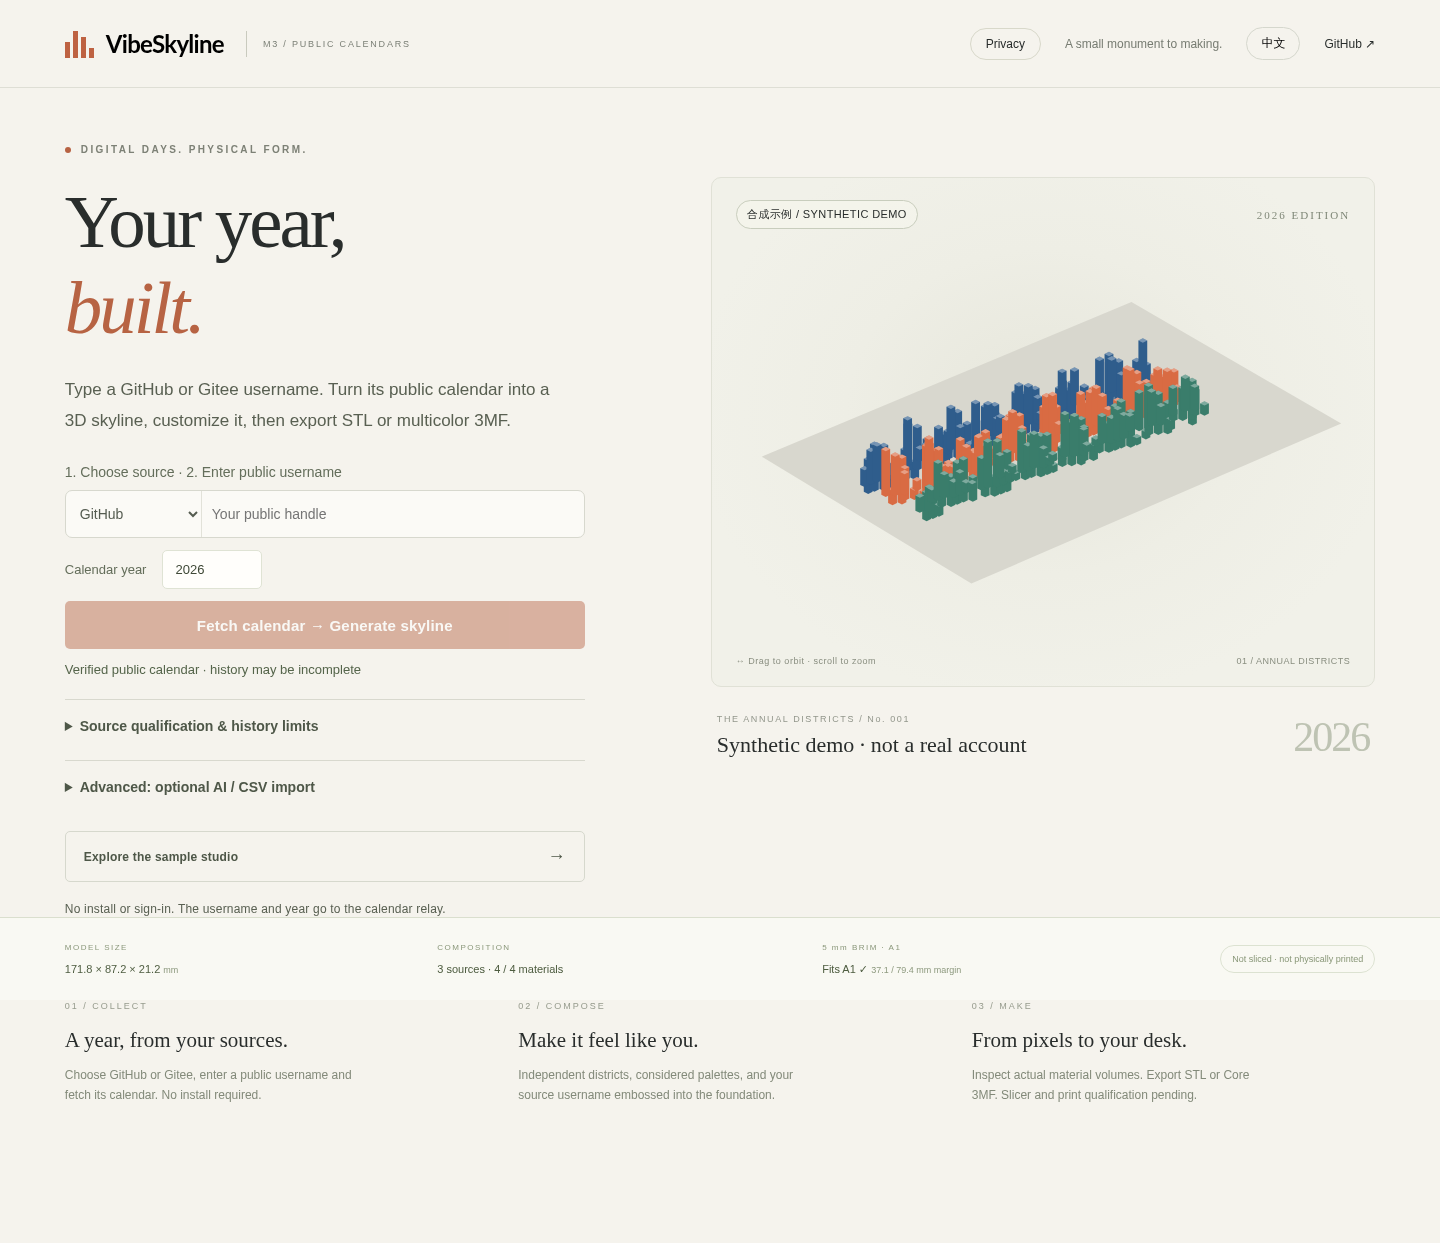 VibeSkyline
M3 / PUBLIC CALENDARS
Privacy
A small monument to making.
中文
GitHub ↗
DIGITAL DAYS. PHYSICAL FORM.
Your year,
built.
Type a GitHub or Gitee username. Turn its public calendar into a
3D skyline, customize it, then export STL or multicolor 3MF.
1. Choose source · 2. Enter public username
GitHub
Your public handle
Calendar year
2026
Fetch calendar → Generate skyline
Verified public calendar · history may be incomplete
▶ Source qualification & history limits
▶ Advanced: optional AI / CSV import
Explore the sample studio →
No install or sign-in. The username and year go to the calendar relay.
合成示例 / SYNTHETIC DEMO
2026 EDITION
↔ Drag to orbit · scroll to zoom
01 / ANNUAL DISTRICTS
THE ANNUAL DISTRICTS / No. 001
Synthetic demo · not a real account
2026
MODEL SIZE
171.8 × 87.2 × 21.2 mm
COMPOSITION
3 sources · 4 / 4 materials
5 mm BRIM · A1
Fits A1 ✓ 37.1 / 79.4 mm margin
Not sliced · not physically printed
01 / COLLECT
A year, from your sources.
Choose GitHub or Gitee, enter a public username and
fetch its calendar. No install required.
02 / COMPOSE
Make it feel like you.
Independent districts, considered palettes, and your
source username embossed into the foundation.
03 / MAKE
From pixels to your desk.
Inspect actual material volumes. Export STL or Core
3MF. Slicer and print qualification pending.